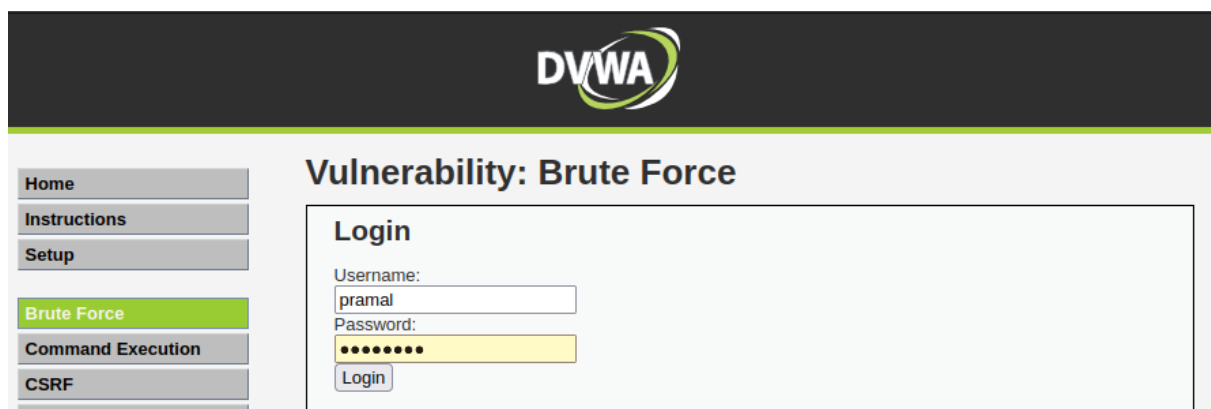 DVWA
Home
Instructions
Setup
Brute Force
Command Execution
CSRF
Vulnerability: Brute Force
Login
Username:
pramal
Password:
••••••••
Login